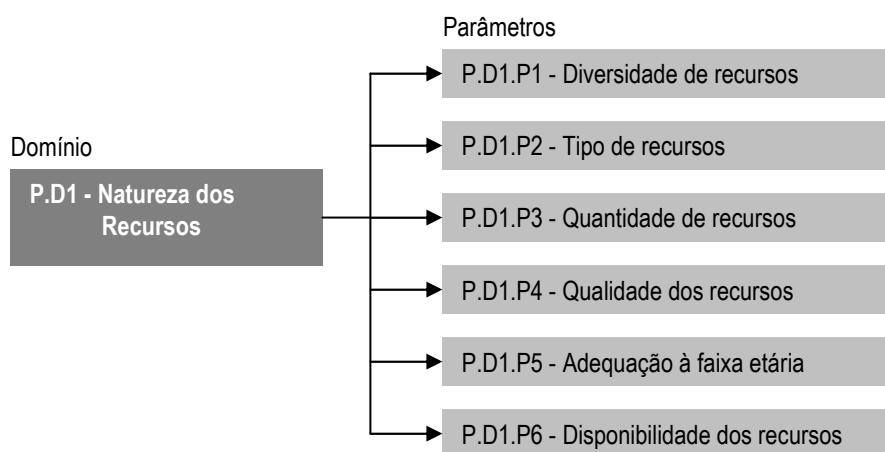 Parâmetros
P.D1.P1 - Diversidade de recursos
P.D1.P2 - Tipo de recursos
Domínio
P.D1 - Natureza dos
Recursos
P.D1.P3 - Quantidade de recursos
P.D1.P4 - Qualidade dos recursos
P.D1.P5 - Adequação à faixa etária
P.D1.P6 - Disponibilidade dos recursos